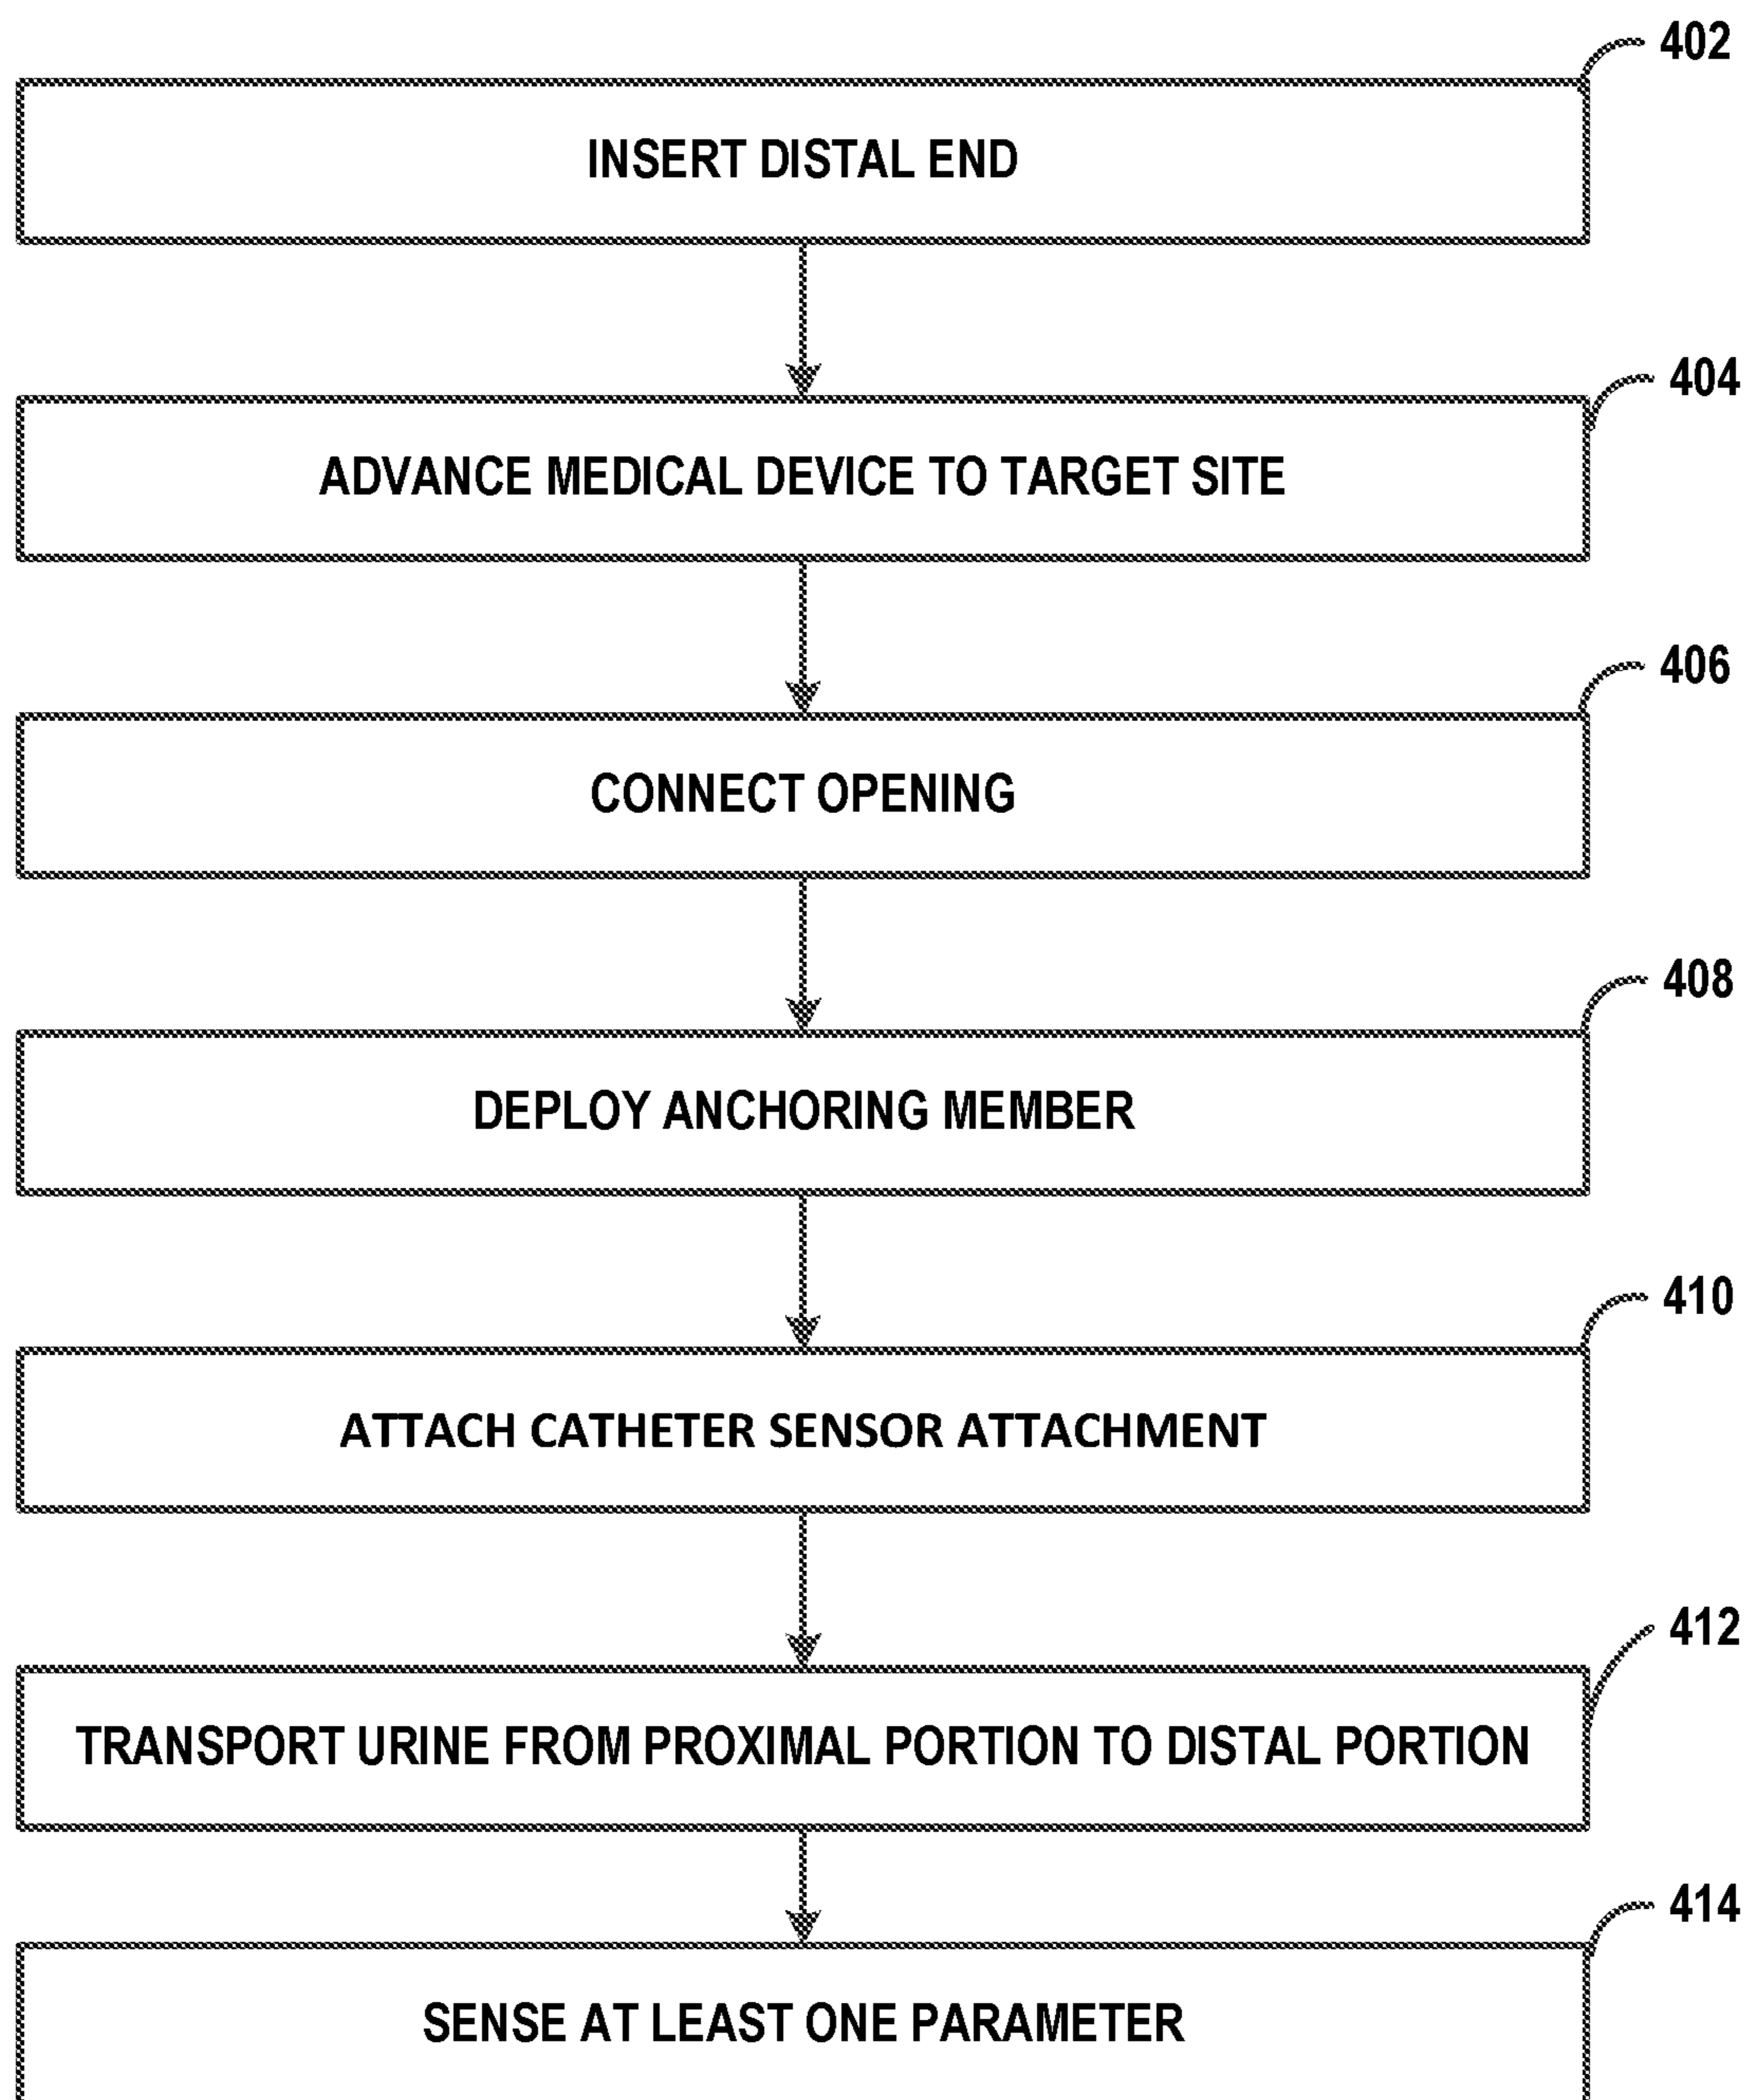 402
INSERT DISTAL END
404
ADVANCE MEDICAL DEVICE TO TARGET SITE
406
CONNECT OPENING
408
DEPLOY ANCHORING MEMBER
410
ATTACH CATHETER SENSOR ATTACHMENT
412
TRANSPORT URINE FROM PROXIMAL PORTION TO DISTAL PORTION
414
SENSE AT LEAST ONE PARAMETER